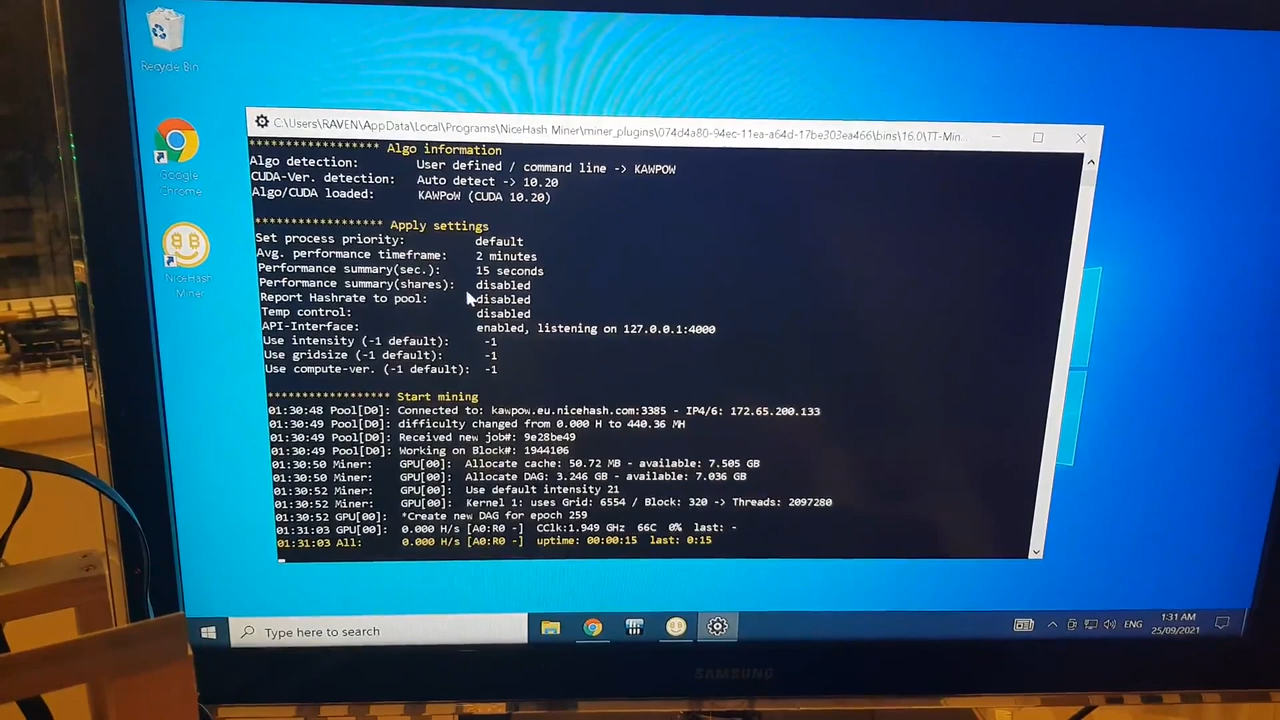 Recycle Bin
Google
Chrome
NiceHash
Miner
C:\Users\RAVEN\AppData\Local\Programs\NiceHash Miner\miner_plugins\074d4a80-94ec-11ea-a64d-17be303ea466\bins\16.0\TT-Min...
***************** Algo information
Algo detection: User defined / command line -> KAWPOW
CUDA-Ver. detection: Auto detect -> 10.20
Algo/CUDA loaded: KAWPoW (CUDA 10.20)
***************** Apply settings
Set process priority: default
Avg. performance timeframe: 2 minutes
Performance summary(sec.): 15 seconds
Performance summary(shares): disabled
Report Hashrate to pool: disabled
Temp control: disabled
API-Interface: enabled, listening on 127.0.0.1:4000
Use intensity (-1 default): -1
Use gridsize (-1 default): -1
Use compute-ver. (-1 default): -1
***************** Start mining
01:30:48 Pool[D0]: Connected to: kawpow.eu.nicehash.com:3385 - IP4/6: 172.65.200.133
01:30:49 Pool[D0]: difficulty changed from 0.000 H to 440.36 MH
01:30:49 Pool[D0]: Received new job#: 9e28be49
01:30:49 Pool[D0]: Working on Block#: 1944106
01:30:50 Miner: GPU[00]: Allocate cache: 50.72 MB - available: 7.505 GB
01:30:50 Miner: GPU[00]: Allocate DAG: 3.246 GB - available: 7.036 GB
01:30:52 Miner: GPU[00]: Use default intensity 21
01:30:52 Miner: GPU[00]: Kernel 1: uses Grid: 6554 / Block: 320 -> Threads: 2097280
01:30:52 GPU[00]: *Create new DAG for epoch 259
01:31:03 GPU[00]: 0.000 H/s [A0:R0 -] CClk:1.949 GHz 66C 0% last: -
01:31:03 All: 0.000 H/s [A0:R0 -] uptime: 00:00:15 last: 0:15
Type here to search
ENG
1:31 AM
25/09/2021
SAMSUNG